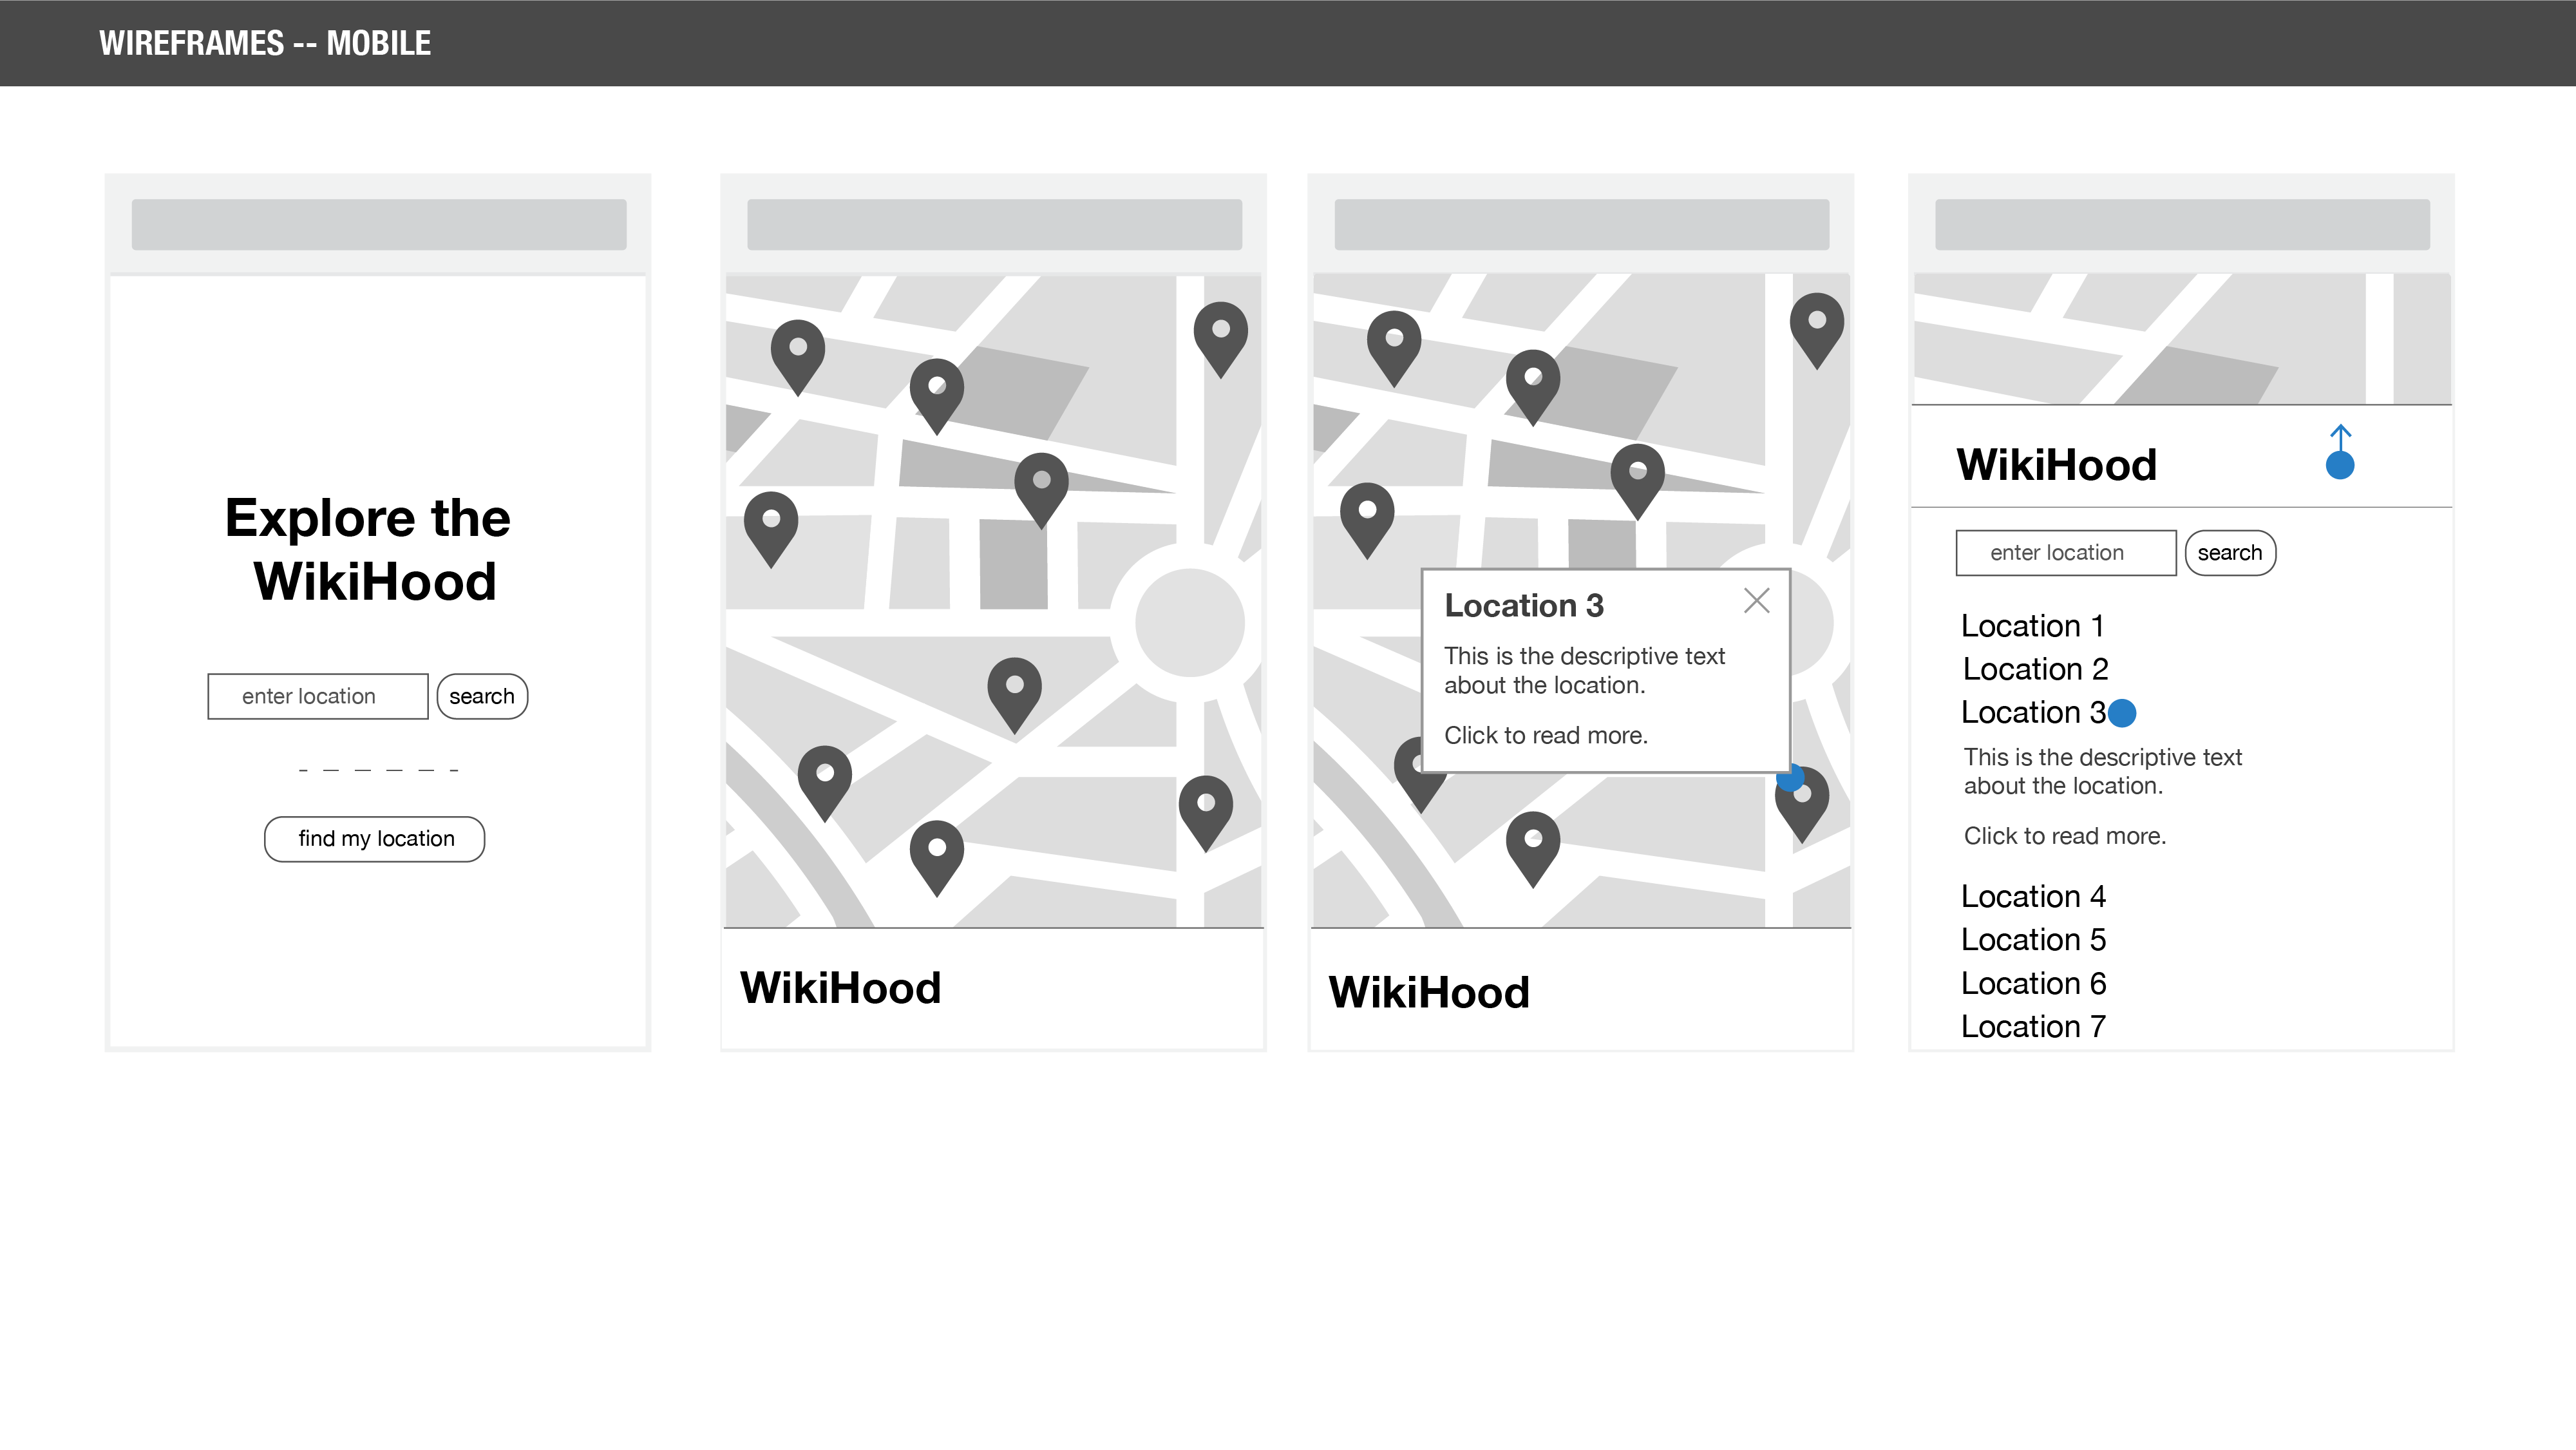 WIREFRAMES -- MOBILE
Explore the
WikiHood
enter location
search
find my location
WikiHood
Location 3
This is the descriptive text
about the location.
Click to read more.
WikiHood
WikiHood
enter location
search
Location 1
Location 2
Location 3
This is the descriptive text
about the location.
Click to read more.
Location 4
Location 5
Location 6
Location 7